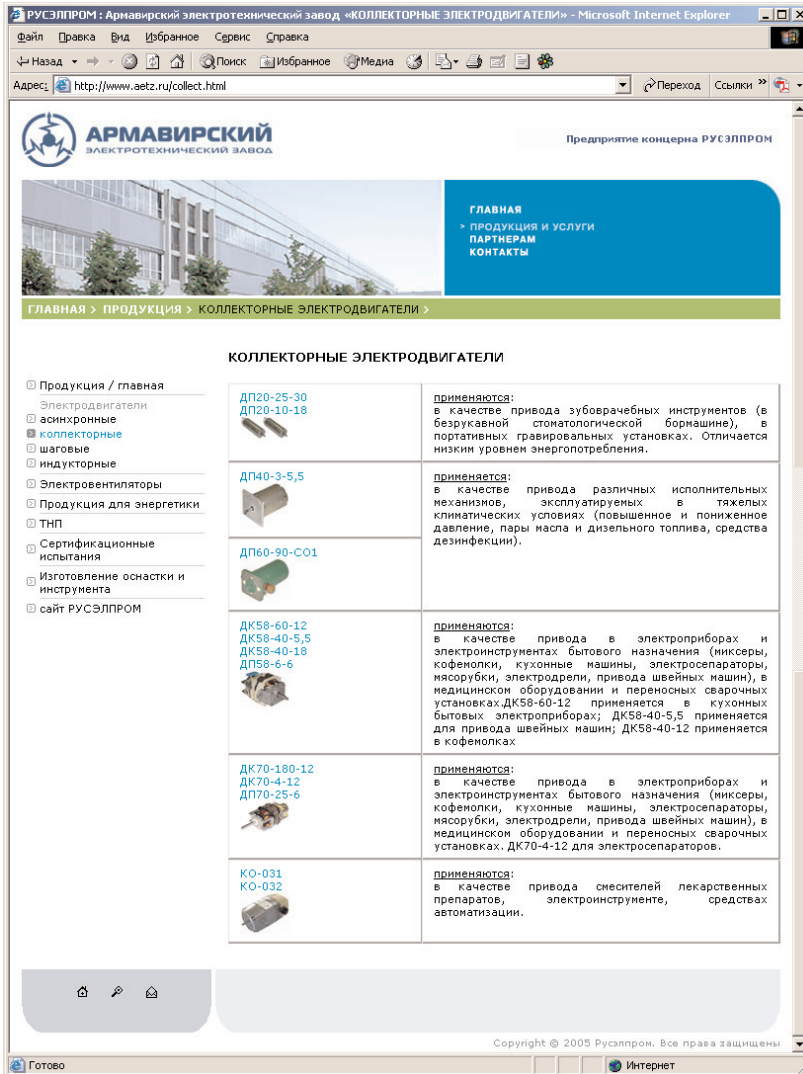 РУСЭЛПРОМ : Армавирский электротехнический завод «КОЛЛЕКТОРНЫЕ ЭЛЕКТРОДВИГАТЕЛИ» - Microsoft Internet Explorer
Файл Правка Вид Избранное Сервис Справка
Назад Поиск Избранное Медиа
Адрес: http://www.aetz.ru/collect.html Переход Ссылки »
АРМАВИРСКИЙ
ЭЛЕКТРОТЕХНИЧЕСКИЙ ЗАВОД
Предприятие концерна РУСЭЛПРОМ
ГЛАВНАЯ
> ПРОДУКЦИЯ И УСЛУГИ
ПАРТНЕРАМ
КОНТАКТЫ
ГЛАВНАЯ > ПРОДУКЦИЯ > КОЛЛЕКТОРНЫЕ ЭЛЕКТРОДВИГАТЕЛИ >
Продукция / главная
Электродвигатели
асинхронные
коллекторные
шаговые
индукторные
Электровентиляторы
Продукция для энергетики
ТНП
Сертификационные
испытания
Изготовление оснастки и
инструмента
сайт РУСЭЛПРОМ
КОЛЛЕКТОРНЫЕ ЭЛЕКТРОДВИГАТЕЛИ
ДП20-25-30
ДП20-10-18
применяются:
в качестве привода зубоврачебных инструментов (в
безрукавной стоматологической бормашине), в
портативных гравировальных установках. Отличается
низким уровнем энергопотребления.
ДП40-3-5,5
применяется:
в качестве привода различных исполнительных
механизмов, эксплуатируемых в тяжелых
климатических условиях (повышенное и пониженное
давление, пары масла и дизельного топлива, средства
дезинфекции).
ДП60-90-СО1
ДК58-60-12
ДК58-40-5,5
ДК58-40-18
ДП58-6-6
применяются:
в качестве привода в электроприборах и
электроинструментах бытового назначения (миксеры,
кофемолки, кухонные машины, электросепараторы,
мясорубки, электродрели, привода швейных машин), в
медицинском оборудовании и переносных сварочных
установках.ДК58-60-12 применяется в кухонных
бытовых электроприборах; ДК58-40-5,5 применяется
для привода швейных машин; ДК58-40-12 применяется
в кофемолках
ДК70-180-12
ДК70-4-12
ДП70-25-6
применяются:
в качестве привода в электроприборах и
электроинструментах бытового назначения (миксеры,
кофемолки, кухонные машины, электросепараторы,
мясорубки, электродрели, привода швейных машин), в
медицинском оборудовании и переносных сварочных
установках. ДК70-4-12 для электросепараторов.
КО-031
КО-032
применяются:
в качестве привода смесителей лекарственных
препаратов, электроинструменте, средствах
автоматизации.
Copyright © 2005 Русэлпром. Все права защищены
Готово Интернет